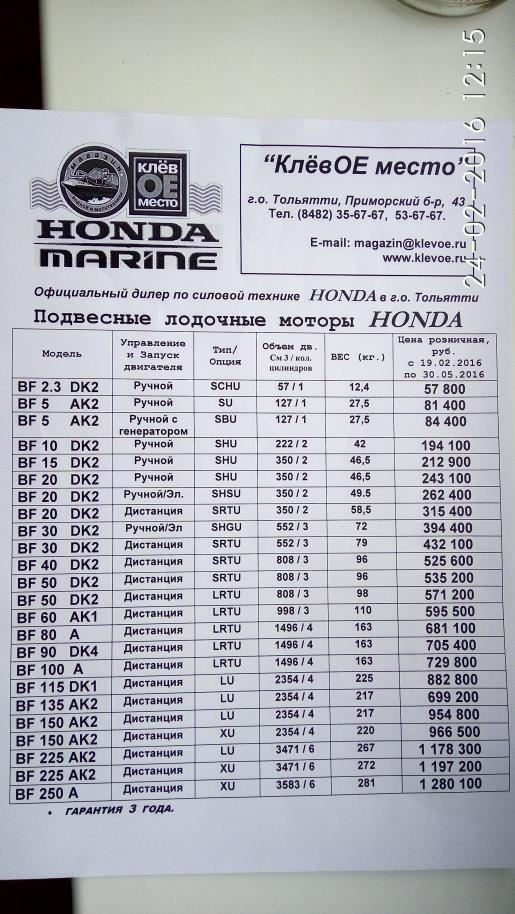 24-02-2016 12:15
магазин
КЛЁВ
ОЕ
МЕСТО
HONDA
MARINE
“КлёвОЕ место”
г.о. Тольятти, Приморский б-р, 43
Тел. (8482) 35-67-67, 53-67-67.
E-mail: magazin@klevoe.ru
www.klevoe.ru
Официальный дилер по силовой технике HONDA в г.о. Тольятти
Подвесные лодочные моторы HONDA
Модель Управление и Запуск двигателя Тип/ Опция Объем дв. См 3 / кол. цилиндров ВЕС (кг.) Цена розничная, руб. с 19.02.2016 по 30.05.2016
BF 2.3 DK2 Ручной SCHU 57 / 1 12,4 57 800
BF 5 AK2 Ручной SU 127 / 1 27,5 81 400
BF 5 AK2 Ручной с генератором SBU 127 / 1 27,5 84 400
BF 10 DK2 Ручной SHU 222 / 2 42 194 100
BF 15 DK2 Ручной SHU 350 / 2 46,5 212 900
BF 20 DK2 Ручной SHU 350 / 2 46,5 243 100
BF 20 DK2 Ручной/Эл. SHSU 350 / 2 49.5 262 400
BF 20 DK2 Дистанция SRTU 350 / 2 58,5 315 400
BF 30 DK2 Ручной/Эл SHGU 552 / 3 72 394 400
BF 30 DK2 Дистанция SRTU 552 / 3 79 432 100
BF 40 DK2 Дистанция SRTU 808 / 3 96 525 600
BF 50 DK2 Дистанция SRTU 808 / 3 96 535 200
BF 50 DK2 Дистанция LRTU 808 / 3 98 571 200
BF 60 AK1 Дистанция LRTU 998 / 3 110 595 500
BF 80 A Дистанция LRTU 1496 / 4 163 681 100
BF 90 DK4 Дистанция LRTU 1496 / 4 163 705 400
BF 100 A Дистанция LRTU 1496 / 4 163 729 800
BF 115 DK1 Дистанция LU 2354 / 4 225 882 800
BF 135 AK2 Дистанция LU 2354 / 4 217 699 200
BF 150 AK2 Дистанция LU 2354 / 4 217 954 800
BF 150 AK2 Дистанция XU 2354 / 4 220 966 500
BF 225 AK2 Дистанция LU 3471 / 6 267 1 178 300
BF 225 AK2 Дистанция XU 3471 / 6 272 1 197 200
BF 250 A Дистанция XU 3583 / 6 281 1 280 100
• ГАРАНТИЯ 3 ГОДА.